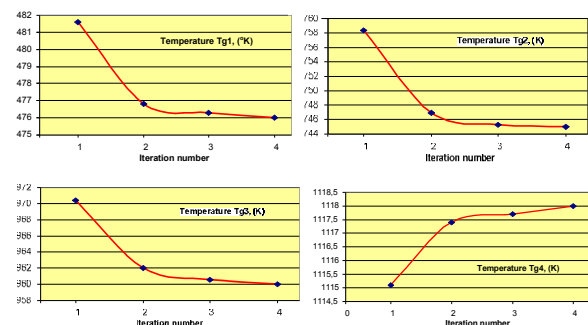 482
481
480
479
478
477
476
475
Temperature Tg1, (°K)
1 2 3 4
Iteration number
760
758
756
754
752
750
748
746
744
Temperature Tg2, (K)
1 2 3 4
Iteration number
972
970
968
966
964
962
960
958
Temperature Tg3, (K)
1 2 3 4
Iteration number
1118,5
1118
1117,5
1117
1116,5
1116
1115,5
1115
1114,5
Temperature Tg4, (K)
0 1 2 3 4
Iteration number